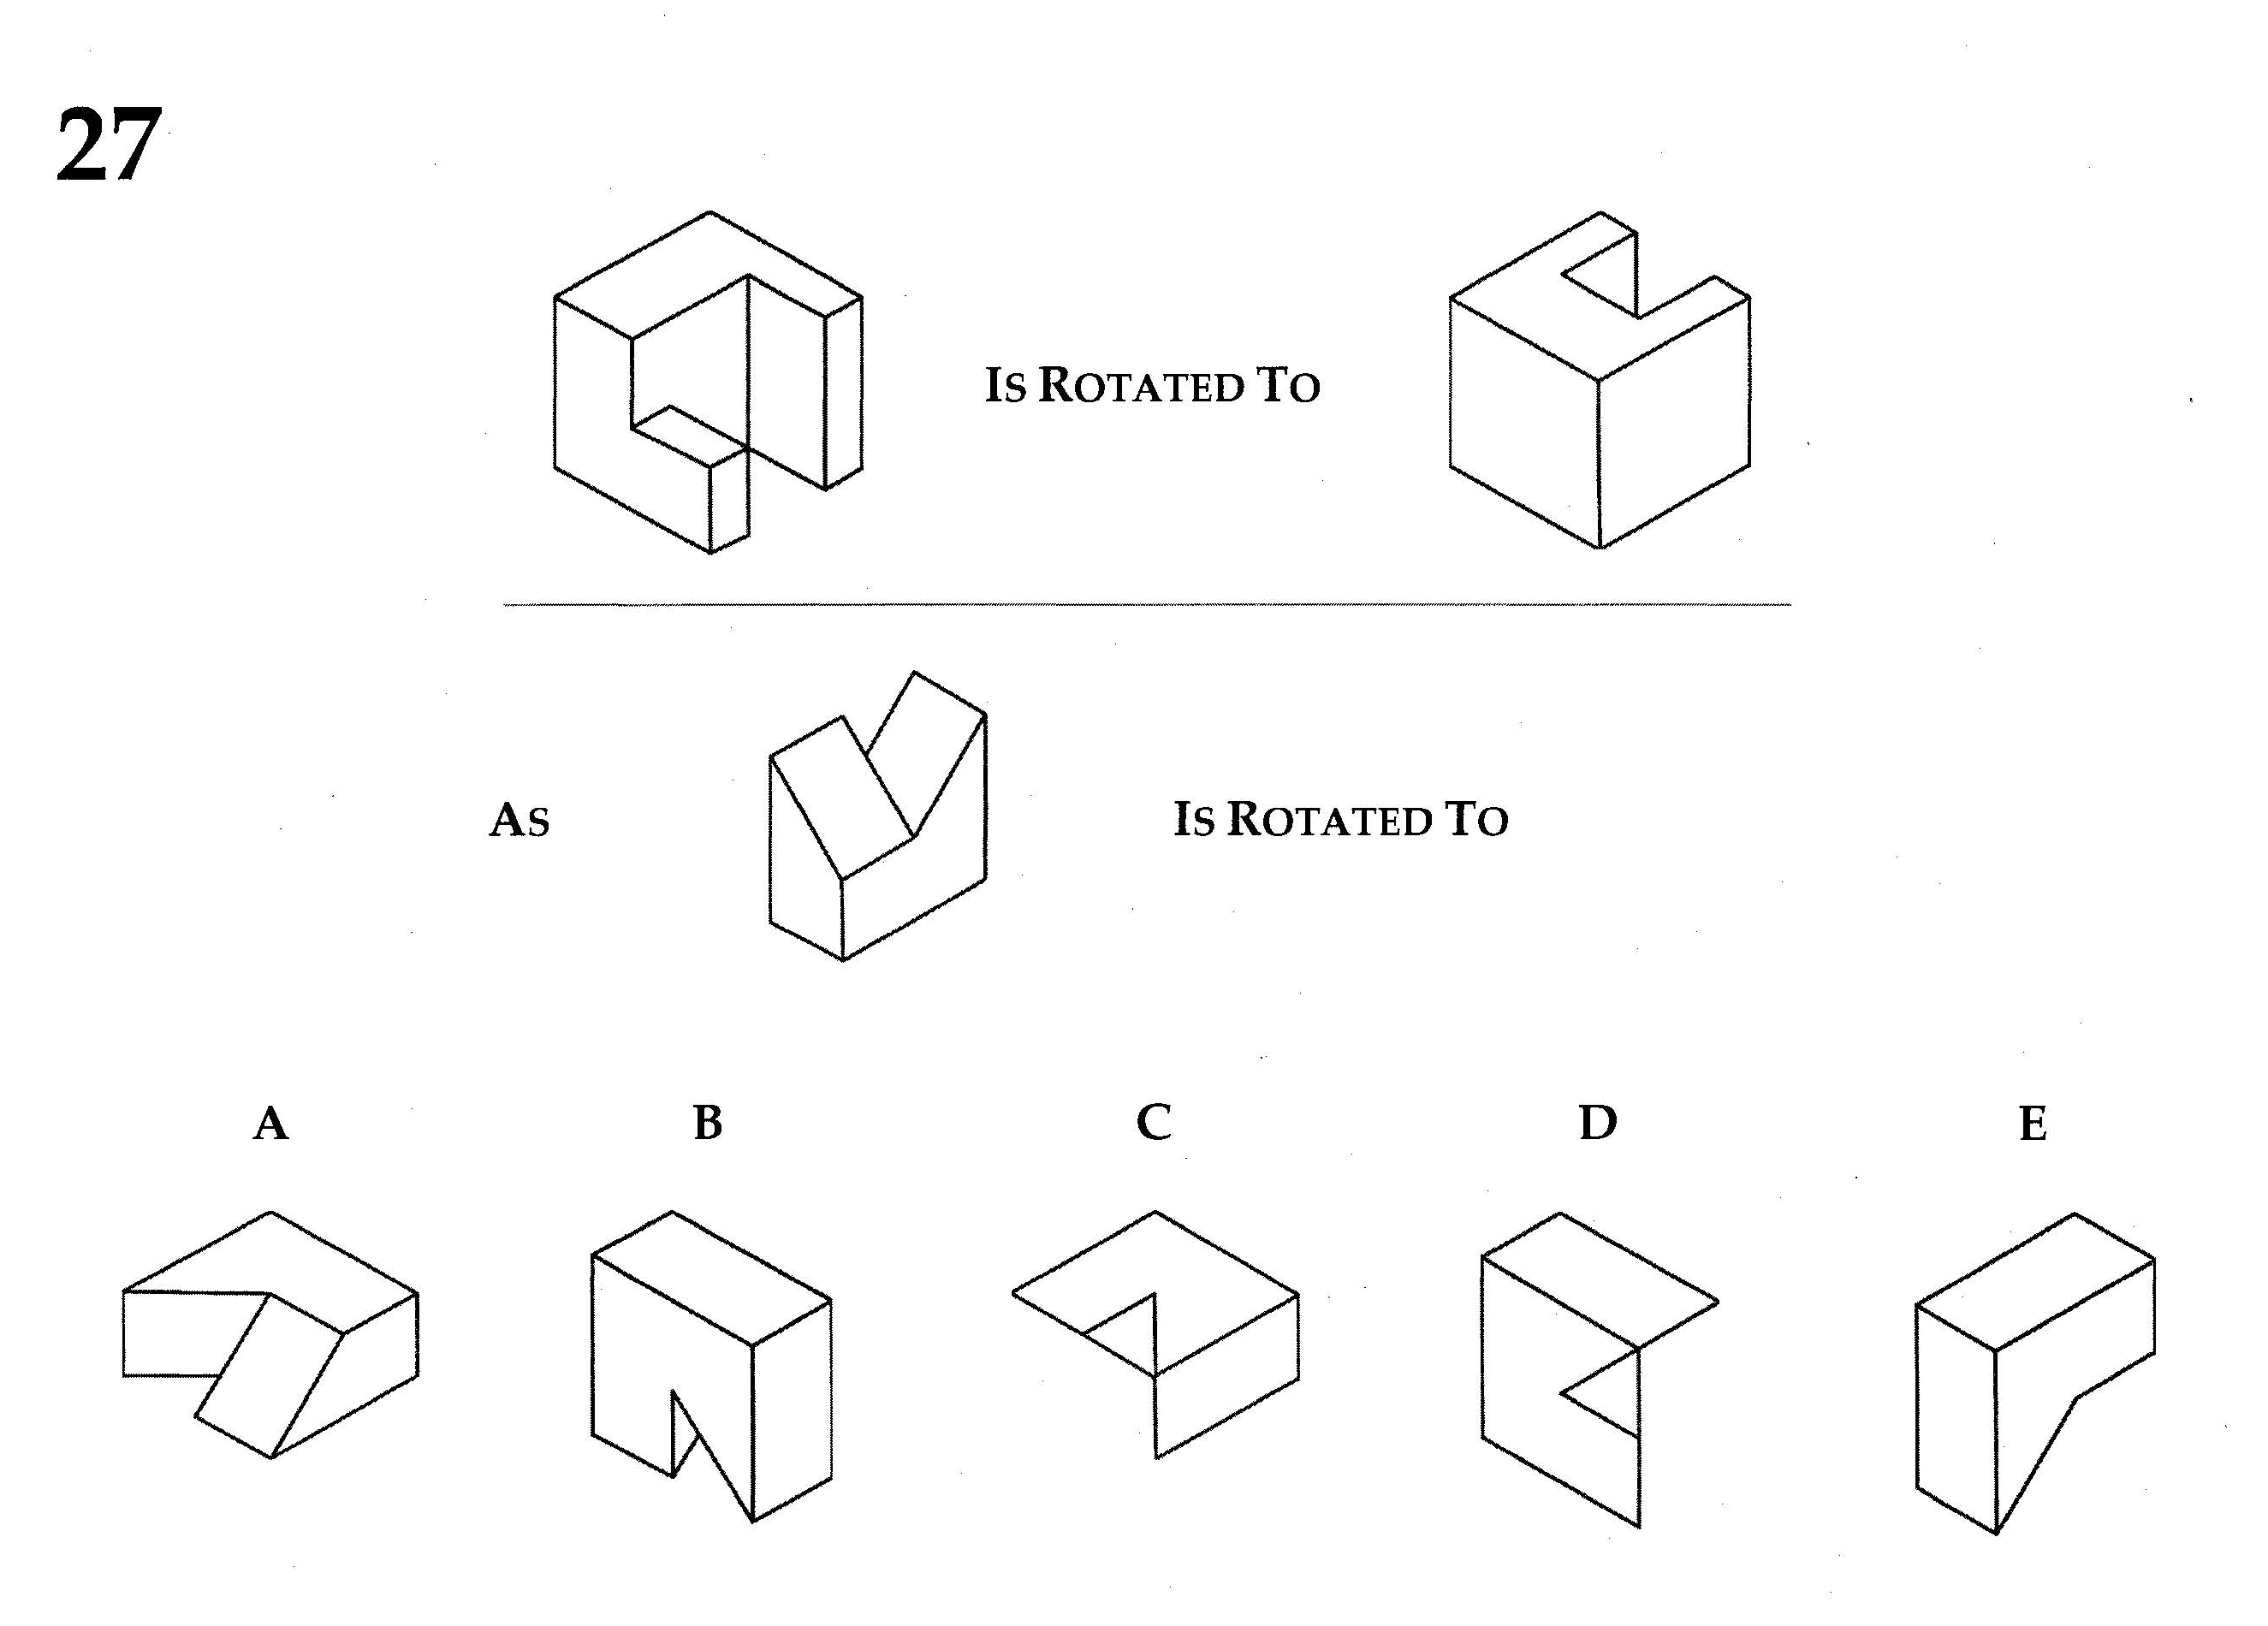 27
IS ROTATED TO
AS
IS ROTATED TO
A B C D E